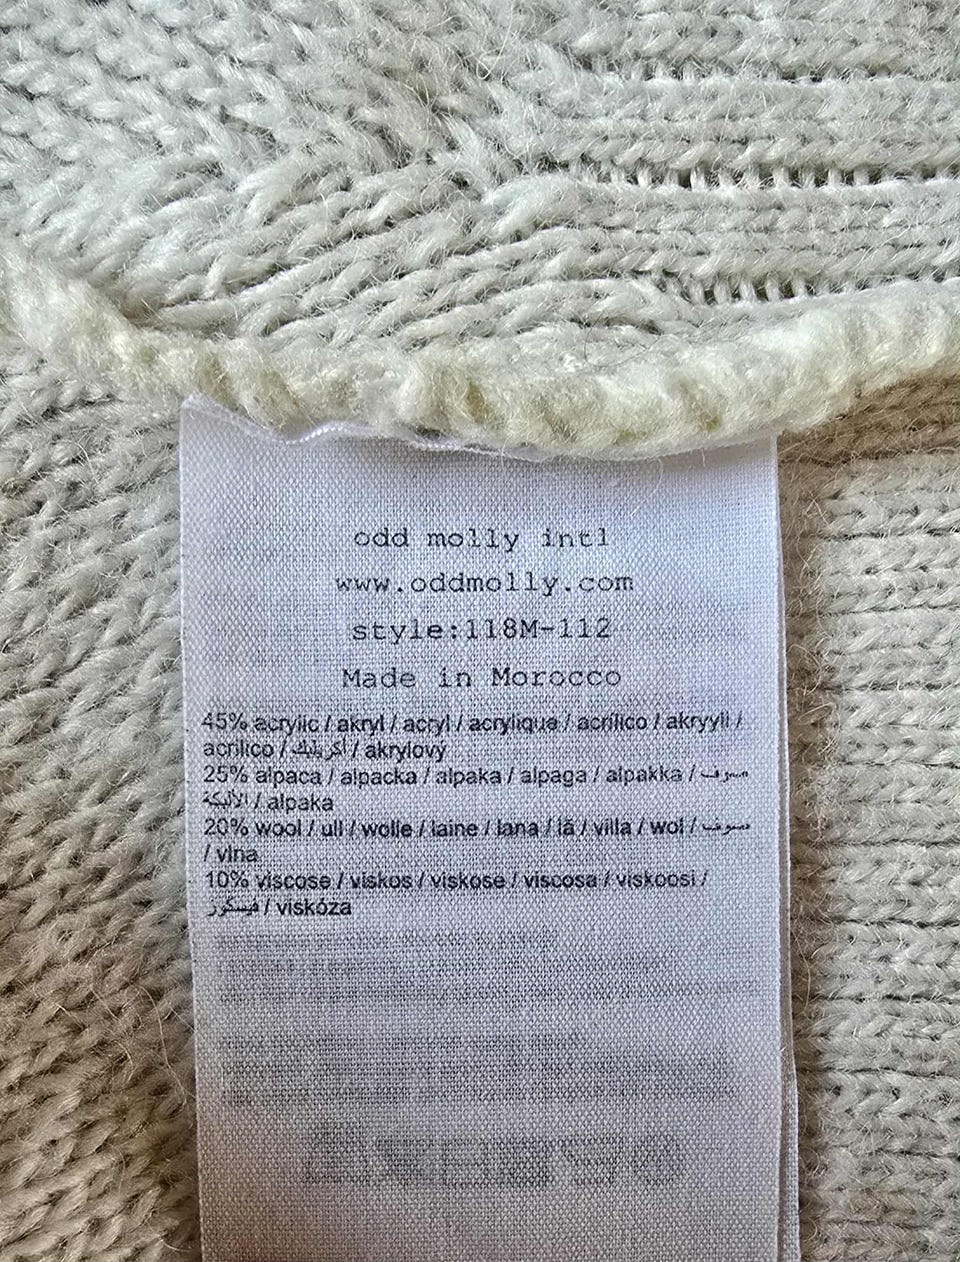 odd molly intl
www.oddmolly.com
style:118M-112
Made in Morocco
45% acrylic / akryl / acryl / acrylique / acrílico / akryyli /
acrilico / أكريليك / akrylovy
25% alpaca / alpacka / alpaka / alpaga / alpakka / صوف
الألبكة / alpaka
20% wool / ull / wolle / laine / lana / lã / villa / wol / صوف
/ vlna
10% viscose / viskos / viskose / viscosa / viskoosi /
فيسكوز / viskóza